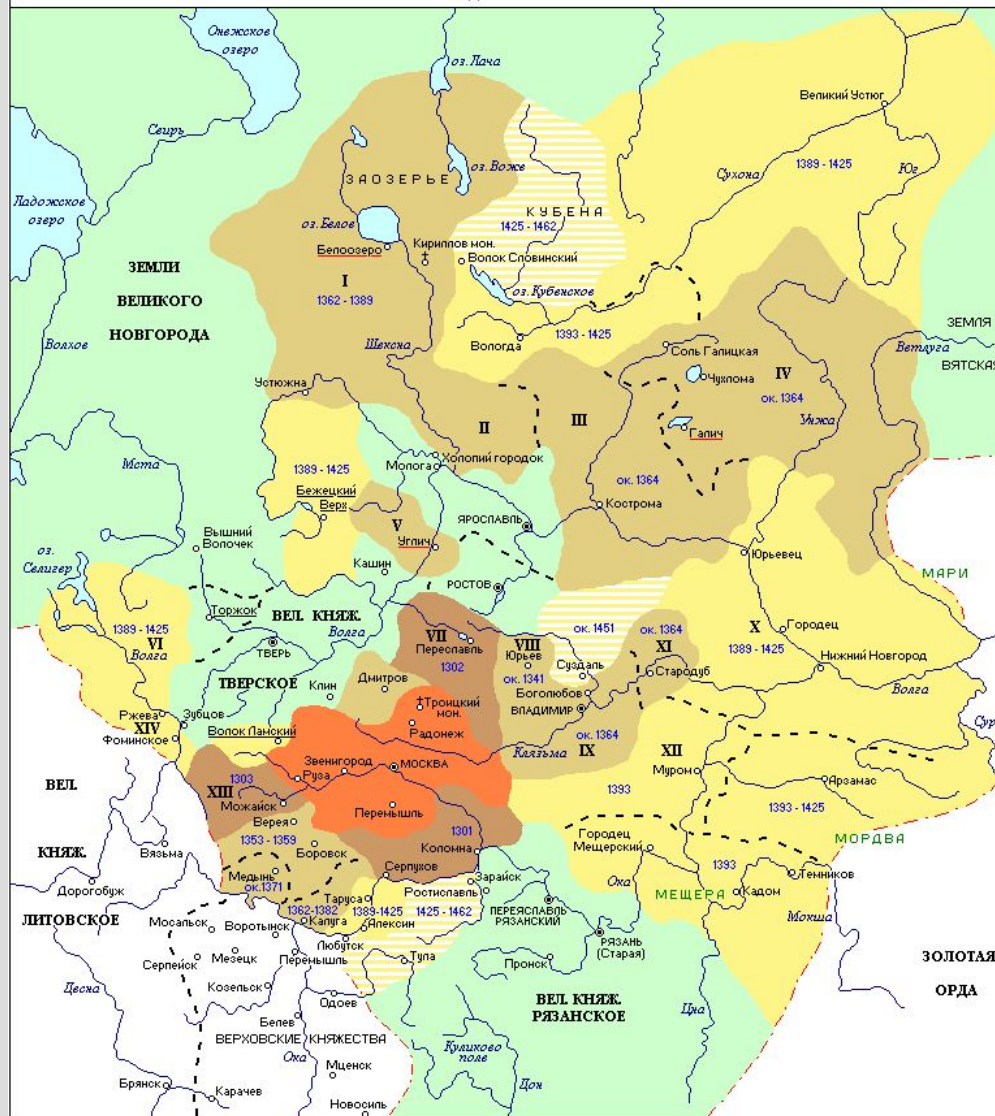 Онежское
озеро
оз. Лача
Великий Устюг
Свирь
1389 - 1425
Сухона
Юг
оз. Воже
ЗАОЗЕРЬЕ
Ладожское
озеро
КУБЕНА
1425 - 1462
оз. Белое
Белоозеро
Кириллов мон.
Волок Словинский
ЗЕМЛИ
ВЕЛИКОГО
НОВГОРОДА
I
1362 - 1389
оз. Кубенское
Волхов
Шексна
Вологда
1393 - 1425
Соль Галицкая
Ветлуга
ЗЕМЛЯ
ВЯТСКАЯ
Чухлома
IV
ок. 1364
Устюжна
II
III
Галич
Унжа
Мста
1389 - 1425
Холопий городок
Молога
ок. 1364
Бежецкий
Верх
Кострома
V
Углич
ЯРОСЛАВЛЬ
Вышний
Волочек
Юрьевец
оз.
Селигер
Кашин
РОСТОВ
МАРИ
Торжок
ВЕЛ. КНЯЖ.
Волга
1389 - 1425
VI
Волга
ТВЕРЬ
ТВЕРСКОЕ
VII
Переславль
1302
VIII
Юрьев
ок. 1341
ок. 1451
Суздаль
ок. 1364
XI
X
1389 - 1425
Городец
Нижний Новгород
Стародуб
Волга
Дмитров
Клин
Троицкий
мон.
Радонеж
Боголюбов
ВЛАДИМИР
Клязьма
ок. 1364
IX
Ржева
XIV
Фоминское
Зубцов
Волок Ламский
Сур
XII
Муром
Арзамас
Звенигород
Руза
МОСКВА
ВЕЛ.
XIII
1303
Можайск
Перемышль
1393
1393 - 1425
Верея
1353 - 1359
Боровск
1301
Коломна
Городец
Мещерский
МОРДВА
КНЯЖ.
Вязьма
Дорогобуж
Медынь
ок.1371
Серпухов
Зарайск
Ока
МЕЩЕРА
1393
Кадом
Темников
Мокша
ЛИТОВСКОЕ
Таруса
1362-1382
Калуга
1389-1425
Алексин
Ростиславль
1425 - 1462
ПЕРЕЯСЛАВЛЬ
РЯЗАНСКИЙ
Мосальск
Воротынск
Любутск
РЯЗАНЬ
(Старая)
Серпейск
Мезецк
Перемышль
Тула
Пронск
ЗОЛОТАЯ
ОРДА
Десна
Козельск
Одоев
ВЕЛ. КНЯЖ.
РЯЗАНСКОЕ
Цна
Белев
ВЕРХОВСКИЕ КНЯЖЕСТВА
Ока
Куликово
поле
Мценск
Дон
Брянск
Карачев
Новосиль